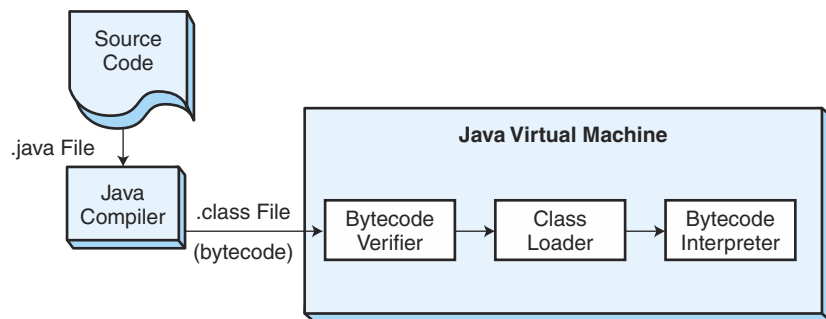 Source
Code
.java File
Java
Compiler
.class File
(bytecode)
Java Virtual Machine
Bytecode
Verifier
Class
Loader
Bytecode
Interpreter